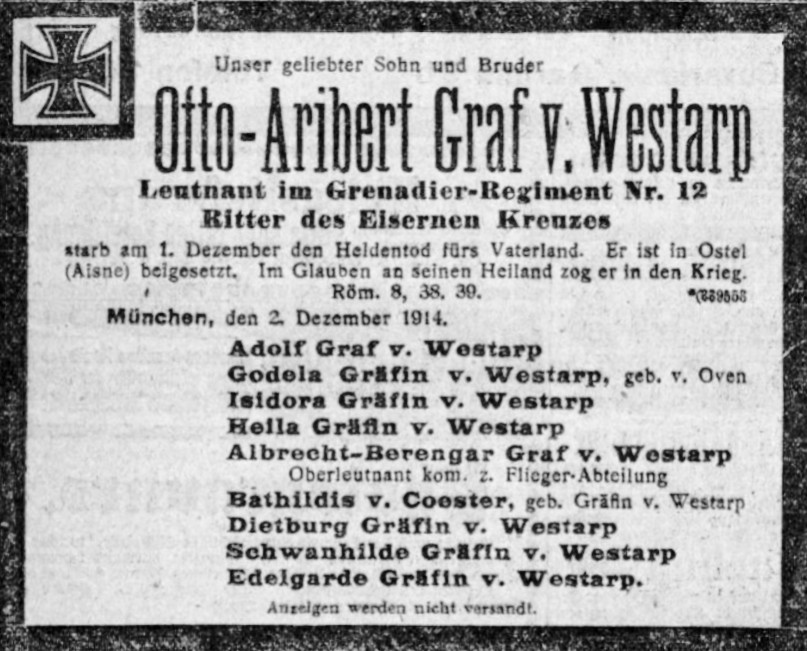 Unser geliebter Sohn und Bruder
Otto-Aribert Graf v. Westarp
Leutnant im Grenadier-Regiment Nr. 12
Ritter des Eisernen Kreuzes
starb am 1. Dezember den Heldentod fürs Vaterland. Er ist in Ostel
(Aisne) beigesetzt. Im Glauben an seinen Heiland zog er in den Krieg.
Röm. 8, 38. 39.
München, den 2. Dezember 1914.
Adolf Graf v. Westarp
Godela Gräfin v. Westarp, geb. v. Oven
Isidora Gräfin v. Westarp
Hella Gräfin v. Westarp
Albrecht-Berengar Graf v. Westarp
Oberleutnant kom. z. Flieger-Abteilung
Bathildis v. Coester, geb. Gräfin v. Westarp
Dietburg Gräfin v. Westarp
Schwanhilde Gräfin v. Westarp
Edelgarde Gräfin v. Westarp.
Anzeigen werden nicht versandt.